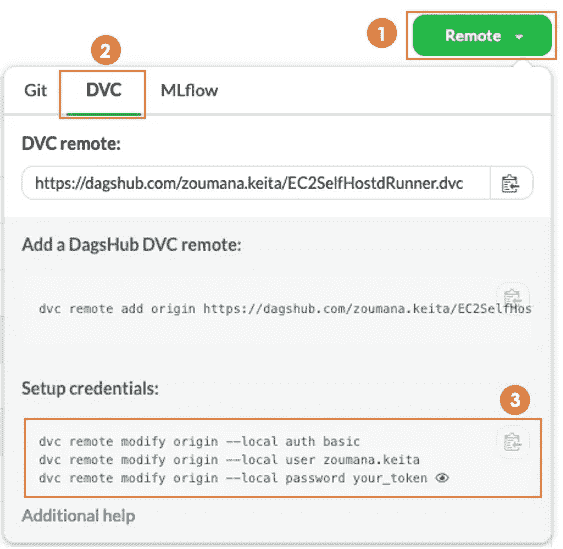 1
Remote
2
Git DVC MLflow
DVC remote:
https://dagshub.com/zoumana.keita/EC2SelfHostdRunner.dvc
Add a DagsHub DVC remote:
dvc remote add origin https://dagshub.com/zoumana.keita/EC2SelfHos
Setup credentials:
3
dvc remote modify origin --local auth basic
dvc remote modify origin --local user zoumana.keita
dvc remote modify origin --local password your_token
Additional help